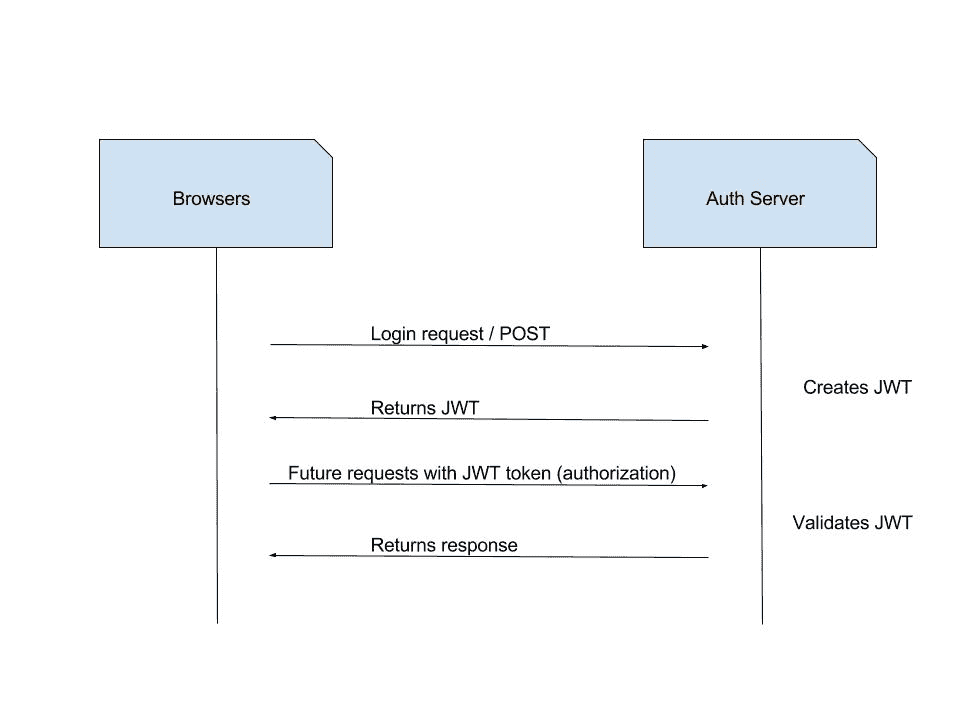 Browsers
Auth Server
Login request / POST
Creates JWT
Returns JWT
Future requests with JWT token (authorization)
Validates JWT
Returns response